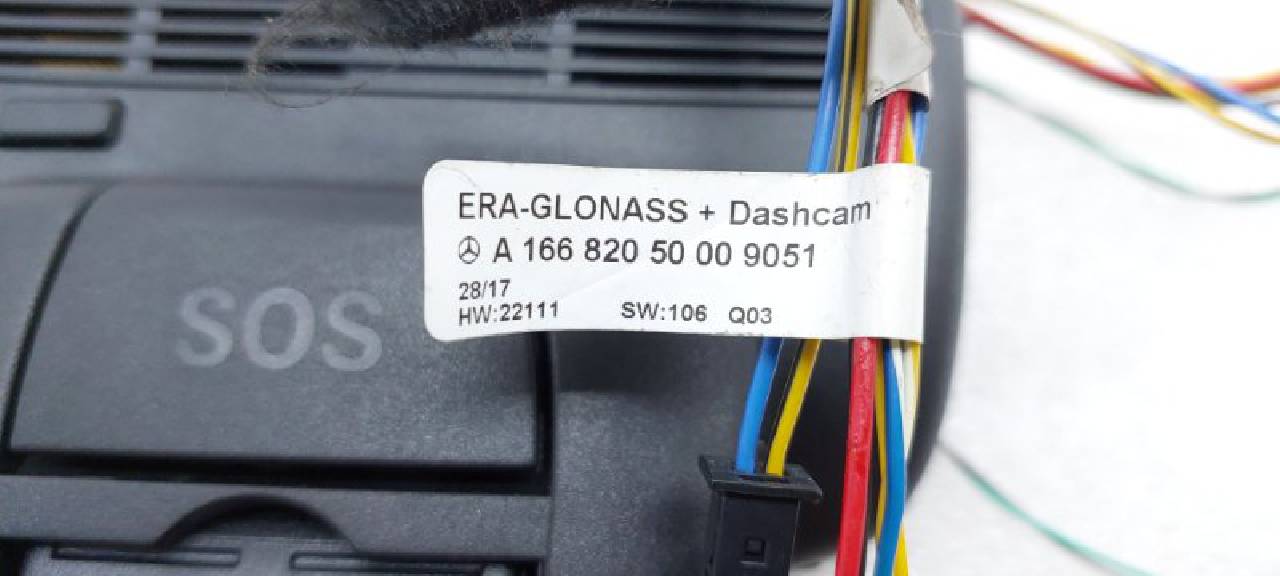 ERA-GLONASS + Dashcam
A 166 820 50 00 9051
28/17
HW:22111 SW:106 Q03
SOS